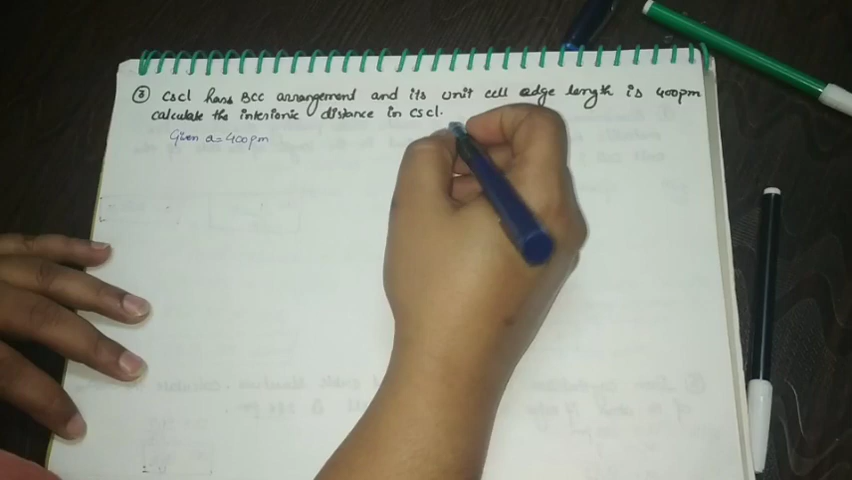 ③ CsCl has BCC arrangement and its unit cell edge length is 400pm
calculate the interionic distance in cscl.
Given a=400pm